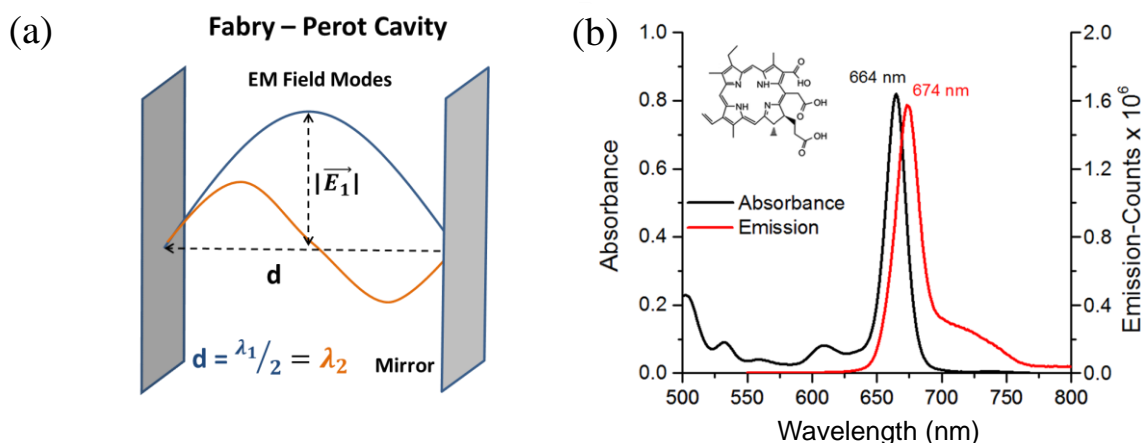 (a)
Fabry – Perot Cavity
EM Field Modes
|E₁⃗|
d
d = λ₁/2 = λ₂
Mirror
(b)
1.0
0.8
0.6
0.4
0.2
0.0
Absorbance
664 nm
674 nm
Absorbance
Emission
N
HN
NH
N
O
HO
OH
O
O
OH
2.0
1.6
1.2
0.8
0.4
0.0
Emission-Counts x 10⁶
500 550 600 650 700 750 800
Wavelength (nm)